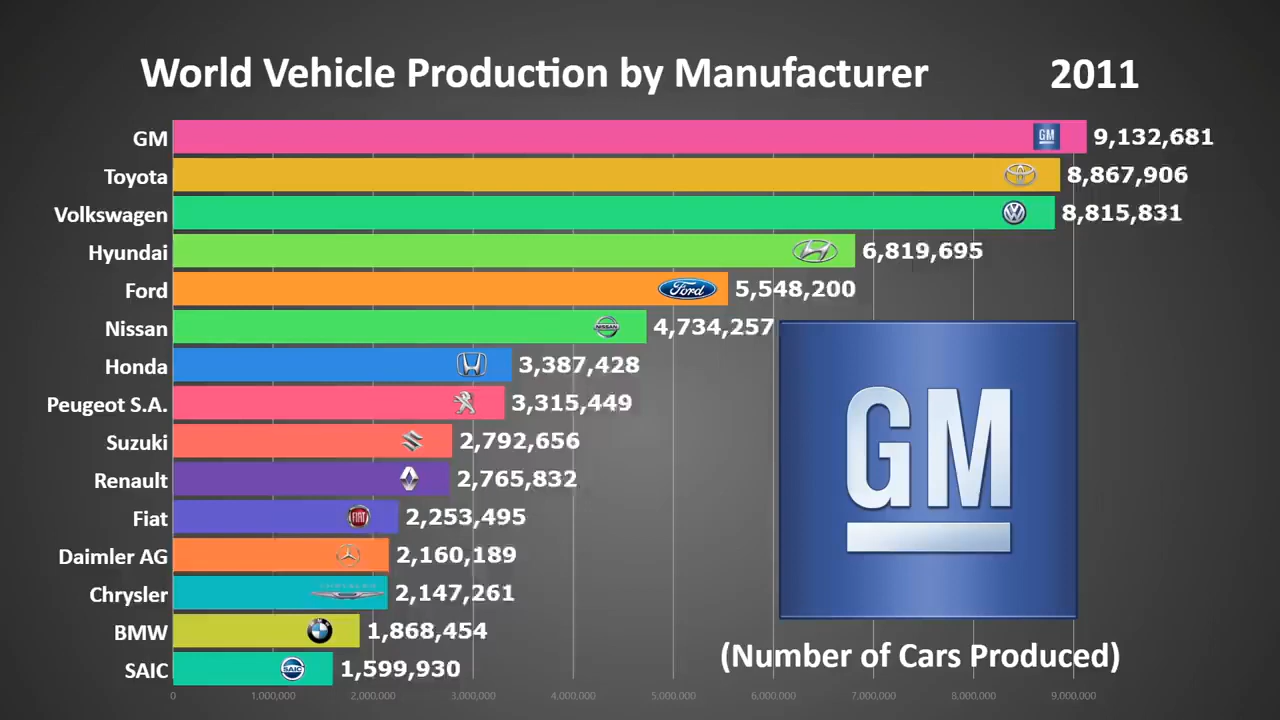 World Vehicle Production by Manufacturer 2011
GM GM 9,132,681
Toyota 8,867,906
Volkswagen 8,815,831
Hyundai 6,819,695
Ford Ford 5,548,200
Nissan NISSAN 4,734,257
Honda 3,387,428
Peugeot S.A. 3,315,449
Suzuki 2,792,656
Renault 2,765,832
Fiat FIAT 2,253,495
Daimler AG 2,160,189
Chrysler CHRYSLER 2,147,261
BMW BMW 1,868,454
SAIC SAIC 1,599,930
GM
(Number of Cars Produced)
0 1,000,000 2,000,000 3,000,000 4,000,000 5,000,000 6,000,000 7,000,000 8,000,000 9,000,000